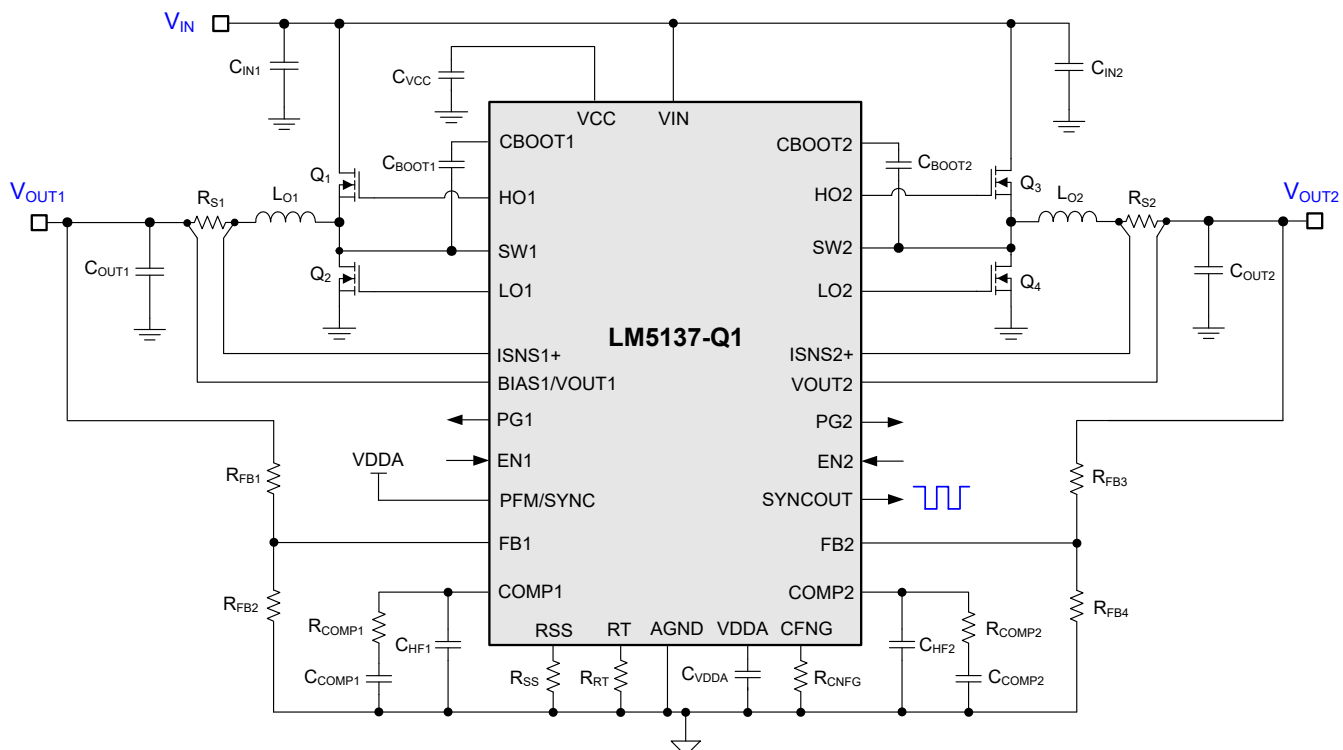 VIN
CIN1
CVCC
CIN2
VCC
VIN
CBOOT1
CBOOT2
CBOOT1
CBOOT2
Q1
Q3
HO1
HO2
VOUT1
RS1
LO1
LO2
RS2
VOUT2
SW1
SW2
COUT1
Q2
Q4
COUT2
LO1
LO2
LM5137-Q1
ISNS1+
ISNS2+
BIAS1/VOUT1
VOUT2
PG1
PG2
VDDA
EN1
EN2
RFB1
RFB3
PFM/SYNC
SYNCOUT
FB1
FB2
COMP1
COMP2
RFB2
RFB4
RCOMP1
CHF1
RSS
RT
AGND
VDDA
CFNG
CHF2
RCOMP2
CCOMP1
RSS
RRT
CVDDA
RCNFG
CCOMP2